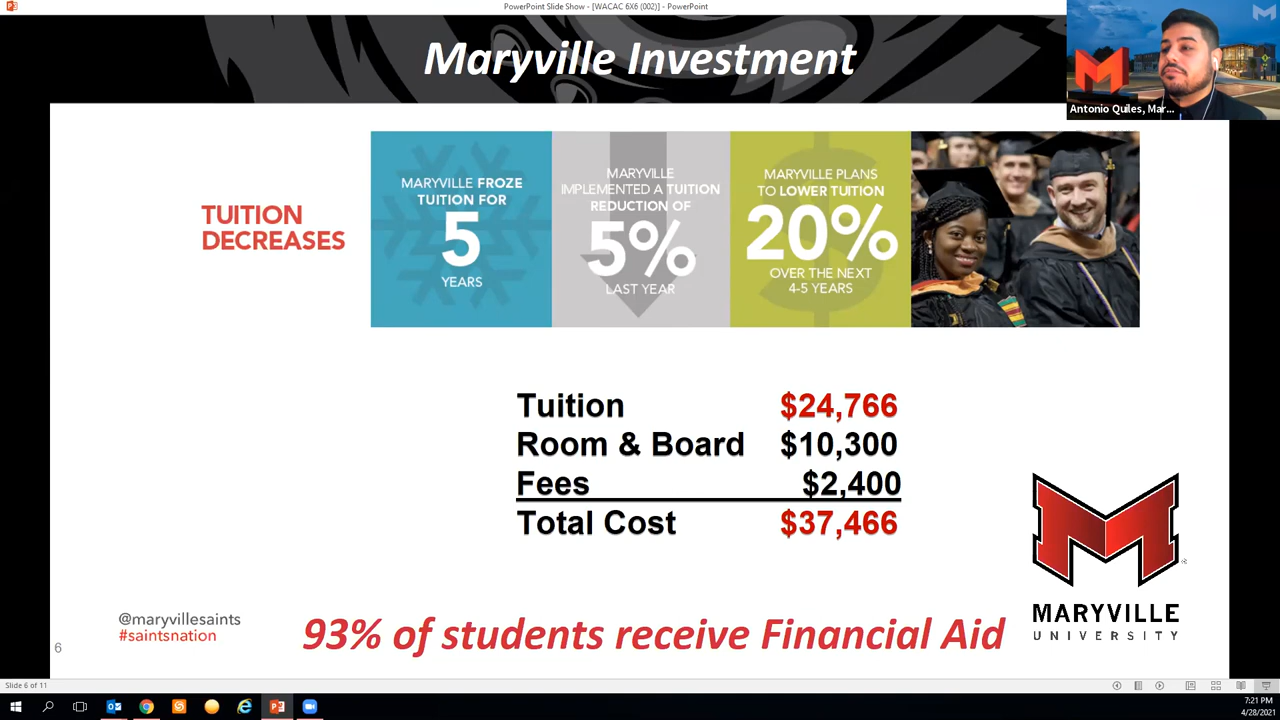 PowerPoint Slide Show - [WACAC 6X6 (002)] - PowerPoint
Maryville Investment
Antonio Quiles, Mar...
TUITION
DECREASES
MARYVILLE FROZE
TUITION FOR
5
YEARS
MARYVILLE
IMPLEMENTED A TUITION
REDUCTION OF
5%
LAST YEAR
MARYVILLE PLANS
TO LOWER TUITION
20%
OVER THE NEXT
4-5 YEARS
Tuition $24,766
Room & Board $10,300
Fees $2,400
Total Cost $37,466
MARYVILLE
UNIVERSITY
@maryvillesaints
#saintsnation
93% of students receive Financial Aid
6
Slide 6 of 11
7:21 PM
4/28/2021